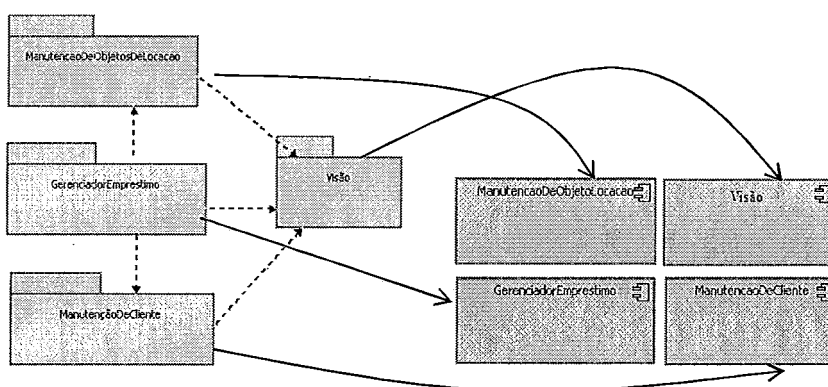 ManutencaoDeObjetosDeLocacao
GerenciadorEmprestimo
Visão
ManutençãoDeCliente
ManutencaoDeObjetoLocacao
Visão
GerenciadorEmprestimo
ManutencaoDeCliente